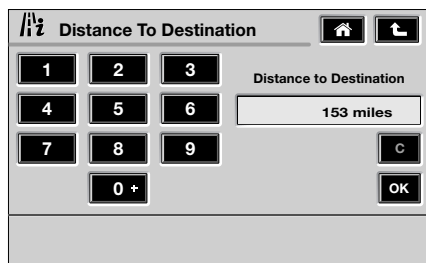 Distance To Destination
1 2 3
Distance to Destination
4 5 6
153 miles
7 8 9
C
0 +
OK